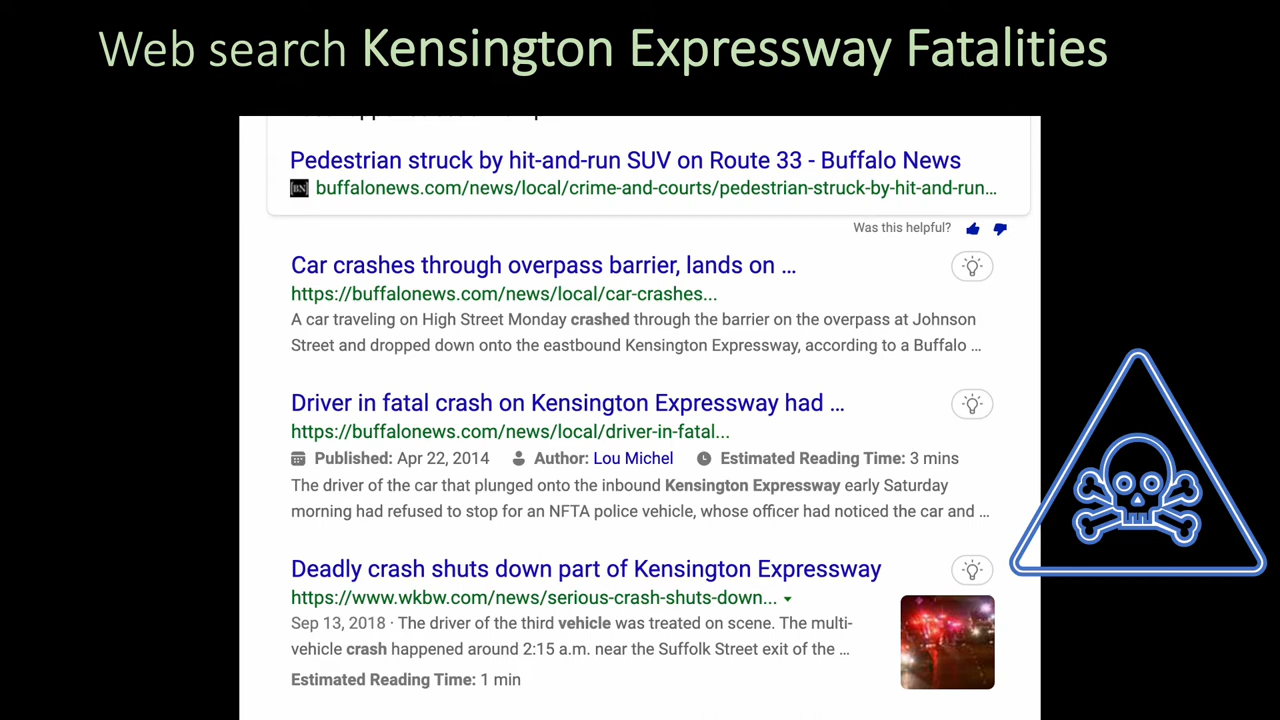 Web search Kensington Expressway Fatalities
Pedestrian struck by hit-and-run SUV on Route 33 - Buffalo News
BN buffalonews.com/news/local/crime-and-courts/pedestrian-struck-by-hit-and-run...
Was this helpful?
Car crashes through overpass barrier, lands on ...
https://buffalonews.com/news/local/car-crashes...
A car traveling on High Street Monday crashed through the barrier on the overpass at Johnson
Street and dropped down onto the eastbound Kensington Expressway, according to a Buffalo ...
Driver in fatal crash on Kensington Expressway had ...
https://buffalonews.com/news/local/driver-in-fatal...
Published: Apr 22, 2014 Author: Lou Michel Estimated Reading Time: 3 mins
The driver of the car that plunged onto the inbound Kensington Expressway early Saturday
morning had refused to stop for an NFTA police vehicle, whose officer had noticed the car and ...
Deadly crash shuts down part of Kensington Expressway
https://www.wkbw.com/news/serious-crash-shuts-down...
Sep 13, 2018 · The driver of the third vehicle was treated on scene. The multi-
vehicle crash happened around 2:15 a.m. near the Suffolk Street exit of the ...
Estimated Reading Time: 1 min